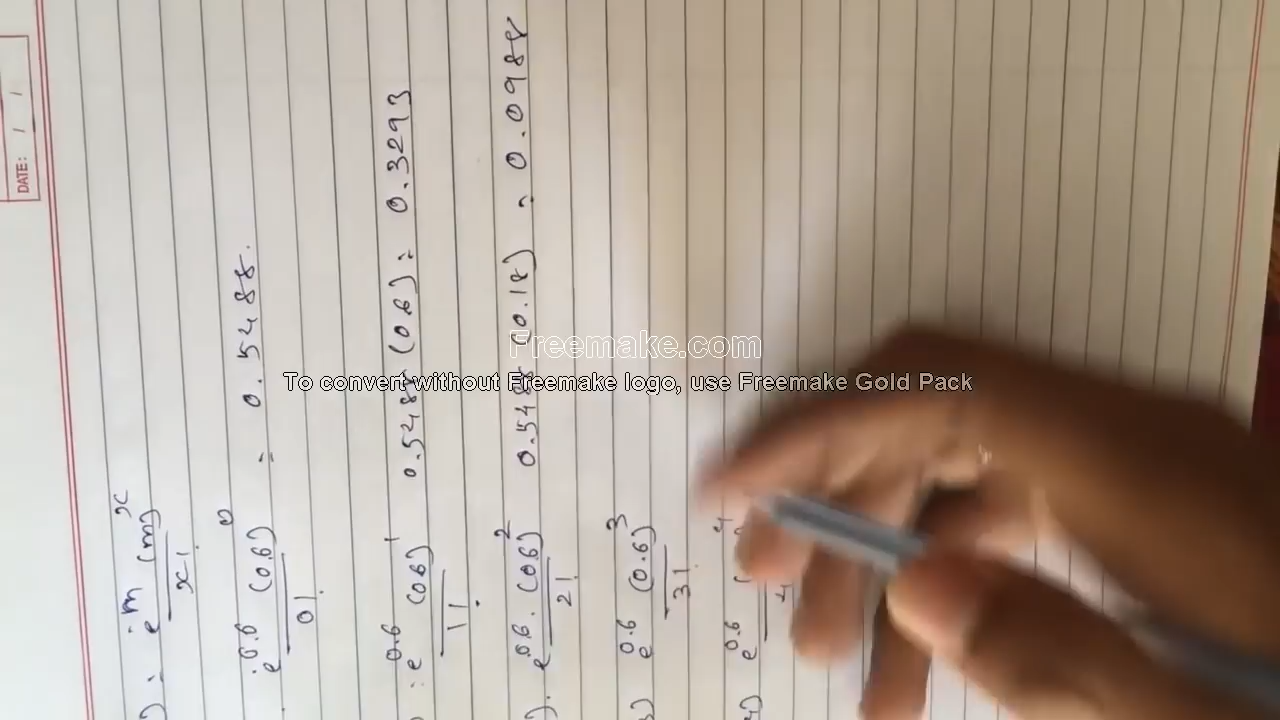 DATE: / /
) : e^m (m)^x / x!
e^0.6 (0.6)^0 / 0! = 0.5488.
: e^0.6 (0.6)^1 / 1! 0.5488 (0.6) = 0.3293
). e^0.6 . (0.6)^2 / 2! 0.5488 (0.18) = 0.0988
) e^0.6 (0.6)^3 / 3!
) e^0.6 ( ^4 / 4
Freemake.com
To convert without Freemake logo, use Freemake Gold Pack